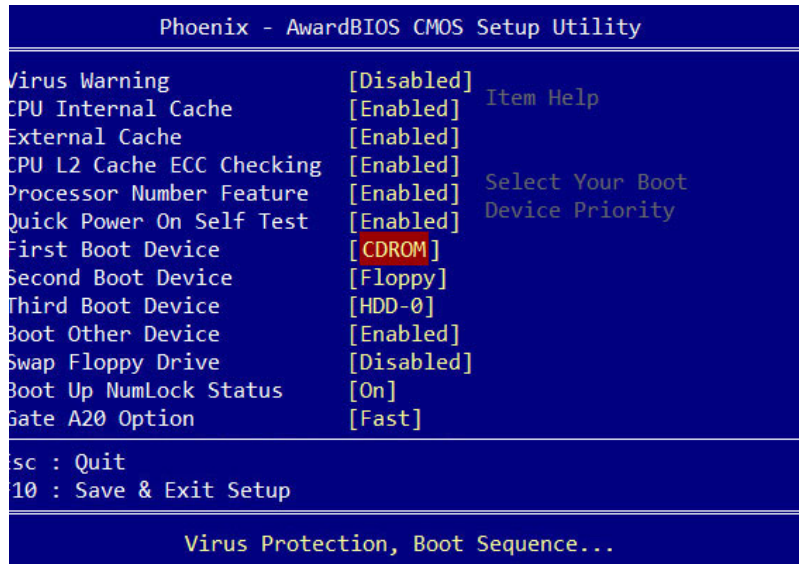 Phoenix - AwardBIOS CMOS Setup Utility
Virus Warning [Disabled]
CPU Internal Cache [Enabled]
Item Help
External Cache [Enabled]
CPU L2 Cache ECC Checking [Enabled]
Processor Number Feature [Enabled]
Select Your Boot
Device Priority
Quick Power On Self Test [Enabled]
First Boot Device [CDROM]
Second Boot Device [Floppy]
Third Boot Device [HDD-0]
Boot Other Device [Enabled]
Swap Floppy Drive [Disabled]
Boot Up NumLock Status [On]
Gate A20 Option [Fast]
Esc : Quit
F10 : Save & Exit Setup
Virus Protection, Boot Sequence...